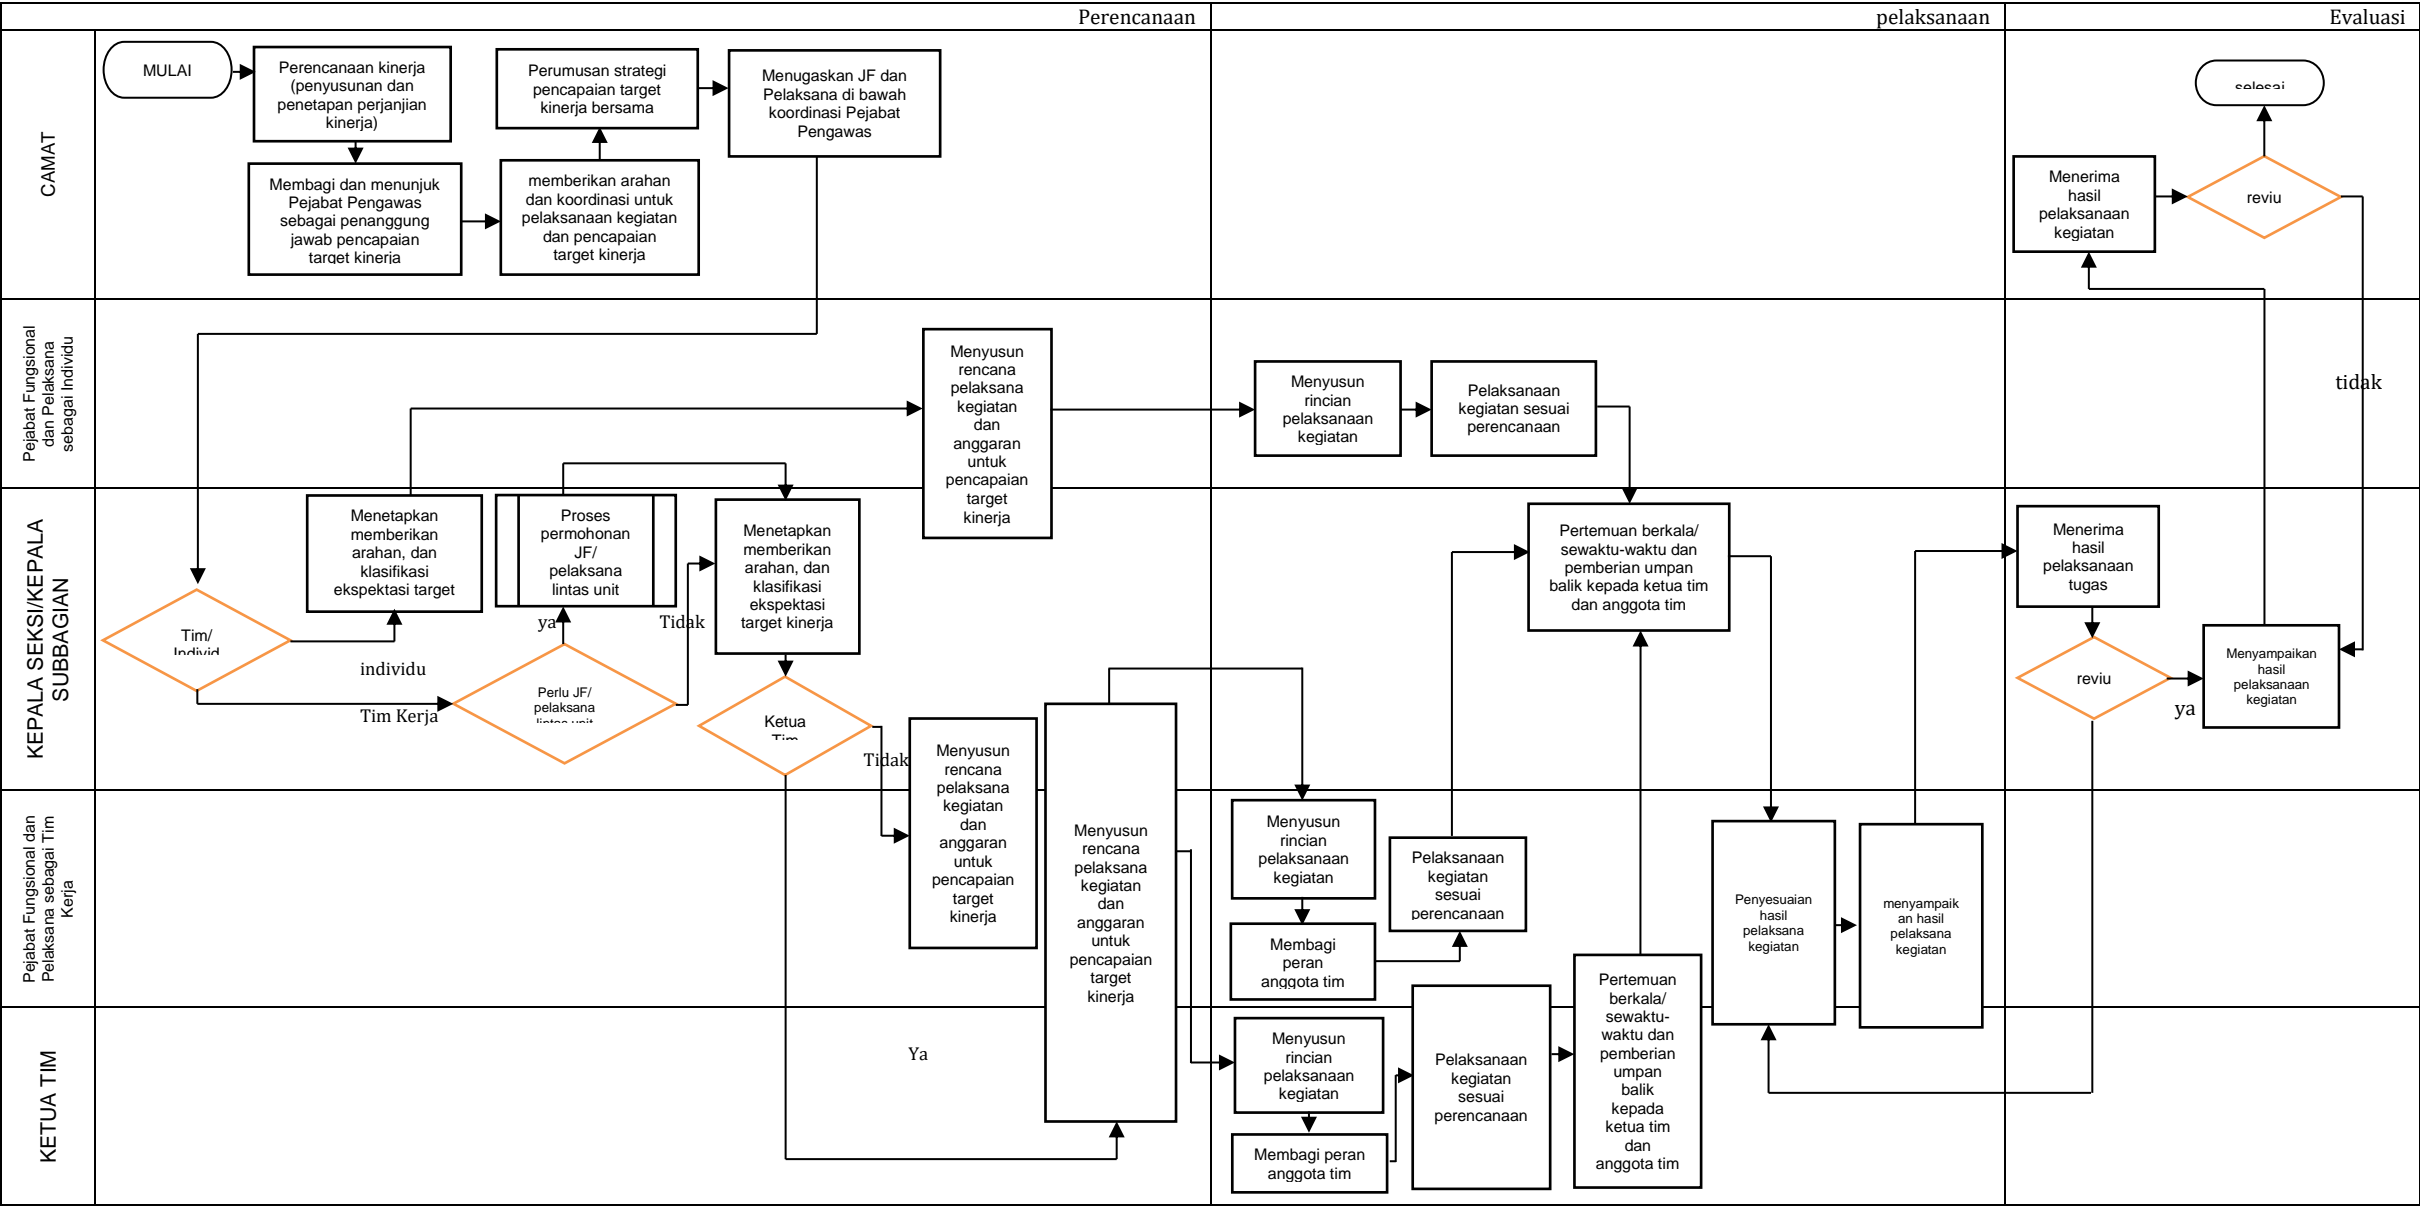 Perencanaan
pelaksanaan
Evaluasi
CAMAT
MULAI
Perencanaan kinerja
(penyusunan dan
penetapan perjanjian
kinerja)
Membagi dan menunjuk
Pejabat Pengawas
sebagai penanggung
jawab pencapaian
target kinerja
memberikan arahan
dan koordinasi untuk
pelaksanaan kegiatan
dan pencapaian
target kinerja
Perumusan strategi
pencapaian target
kinerja bersama
Menugaskan JF dan
Pelaksana di bawah
koordinasi Pejabat
Pengawas
Menerima
hasil
pelaksanaan
kegiatan
reviu
selesai
tidak
Pejabat Fungsional
dan Pelaksana
sebagai Individu
Menyusun
rencana
pelaksana
kegiatan
dan
anggaran
untuk
pencapaian
target
kinerja
Menyusun
rincian
pelaksanaan
kegiatan
Pelaksanaan
kegiatan sesuai
perencanaan
KEPALA SEKSI/KEPALA
SUBBAGIAN
Tim/
Individ
individu
Tim Kerja
Menetapkan
memberikan
arahan, dan
klasifikasi
ekspektasi target
Proses
permohonan
JF/
pelaksana
lintas unit
ya
Tidak
Perlu JF/
pelaksana
lintas unit
Menetapkan
memberikan
arahan, dan
klasifikasi
ekspektasi
target kinerja
Ketua
Tim
Tidak
Pertemuan berkala/
sewaktu-waktu dan
pemberian umpan
balik kepada ketua tim
dan anggota tim
Menerima
hasil
pelaksanaan
tugas
reviu
ya
Menyampaikan
hasil
pelaksanaan
kegiatan
Pejabat Fungsional dan
Pelaksana sebagai Tim
Kerja
Menyusun
rencana
pelaksana
kegiatan
dan
anggaran
untuk
pencapaian
target
kinerja
Menyusun
rencana
pelaksana
kegiatan
dan
anggaran
untuk
pencapaian
target
kinerja
Menyusun
rincian
pelaksanaan
kegiatan
Membagi
peran
anggota tim
Pelaksanaan
kegiatan
sesuai
perencanaan
Penyesuaian
hasil
pelaksana
kegiatan
menyampaik
an hasil
pelaksana
kegiatan
KETUA TIM
Ya
Menyusun
rincian
pelaksanaan
kegiatan
Membagi peran
anggota tim
Pelaksanaan
kegiatan
sesuai
perencanaan
Pertemuan
berkala/
sewaktu-
waktu dan
pemberian
umpan
balik
kepada
ketua tim
dan
anggota tim